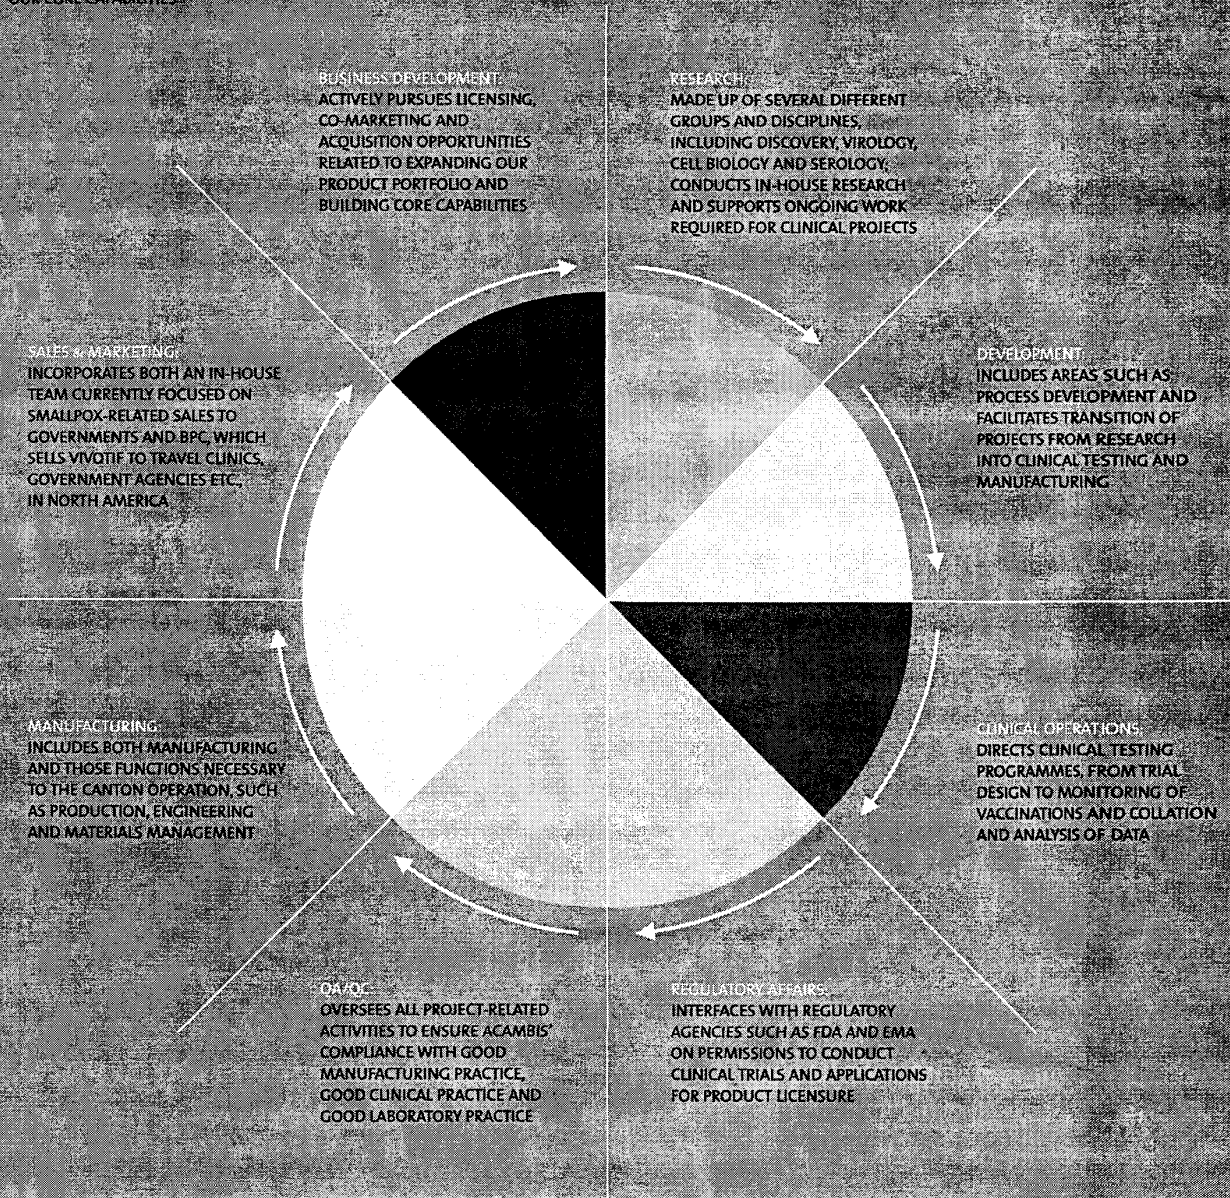 OUR CORE CAPABILITIES
BUSINESS DEVELOPMENT:
ACTIVELY PURSUES LICENSING,
CO-MARKETING AND
ACQUISITION OPPORTUNITIES
RELATED TO EXPANDING OUR
PRODUCT PORTFOLIO AND
BUILDING CORE CAPABILITIES
RESEARCH:
MADE UP OF SEVERAL DIFFERENT
GROUPS AND DISCIPLINES,
INCLUDING DISCOVERY, VIROLOGY,
CELL BIOLOGY AND SEROLOGY;
CONDUCTS IN-HOUSE RESEARCH
AND SUPPORTS ONGOING WORK
REQUIRED FOR CLINICAL PROJECTS
SALES & MARKETING:
INCORPORATES BOTH AN IN-HOUSE
TEAM CURRENTLY FOCUSED ON
SMALLPOX-RELATED SALES TO
GOVERNMENTS AND BPC, WHICH
SELLS VIVOTIF TO TRAVEL CLINICS,
GOVERNMENT AGENCIES ETC.,
IN NORTH AMERICA
DEVELOPMENT:
INCLUDES AREAS SUCH AS
PROCESS DEVELOPMENT AND
FACILITATES TRANSITION OF
PROJECTS FROM RESEARCH
INTO CLINICAL TESTING AND
MANUFACTURING
MANUFACTURING:
INCLUDES BOTH MANUFACTURING
AND THOSE FUNCTIONS NECESSARY
TO THE CANTON OPERATION, SUCH
AS PRODUCTION, ENGINEERING
AND MATERIALS MANAGEMENT
CLINICAL OPERATIONS:
DIRECTS CLINICAL TESTING
PROGRAMMES, FROM TRIAL
DESIGN TO MONITORING OF
VACCINATIONS AND COLLATION
AND ANALYSIS OF DATA
QA/QC:
OVERSEES ALL PROJECT-RELATED
ACTIVITIES TO ENSURE ACAMBIS'
COMPLIANCE WITH GOOD
MANUFACTURING PRACTICE,
GOOD CLINICAL PRACTICE AND
GOOD LABORATORY PRACTICE
REGULATORY AFFAIRS:
INTERFACES WITH REGULATORY
AGENCIES SUCH AS FDA AND EMA
ON PERMISSIONS TO CONDUCT
CLINICAL TRIALS AND APPLICATIONS
FOR PRODUCT LICENSURE